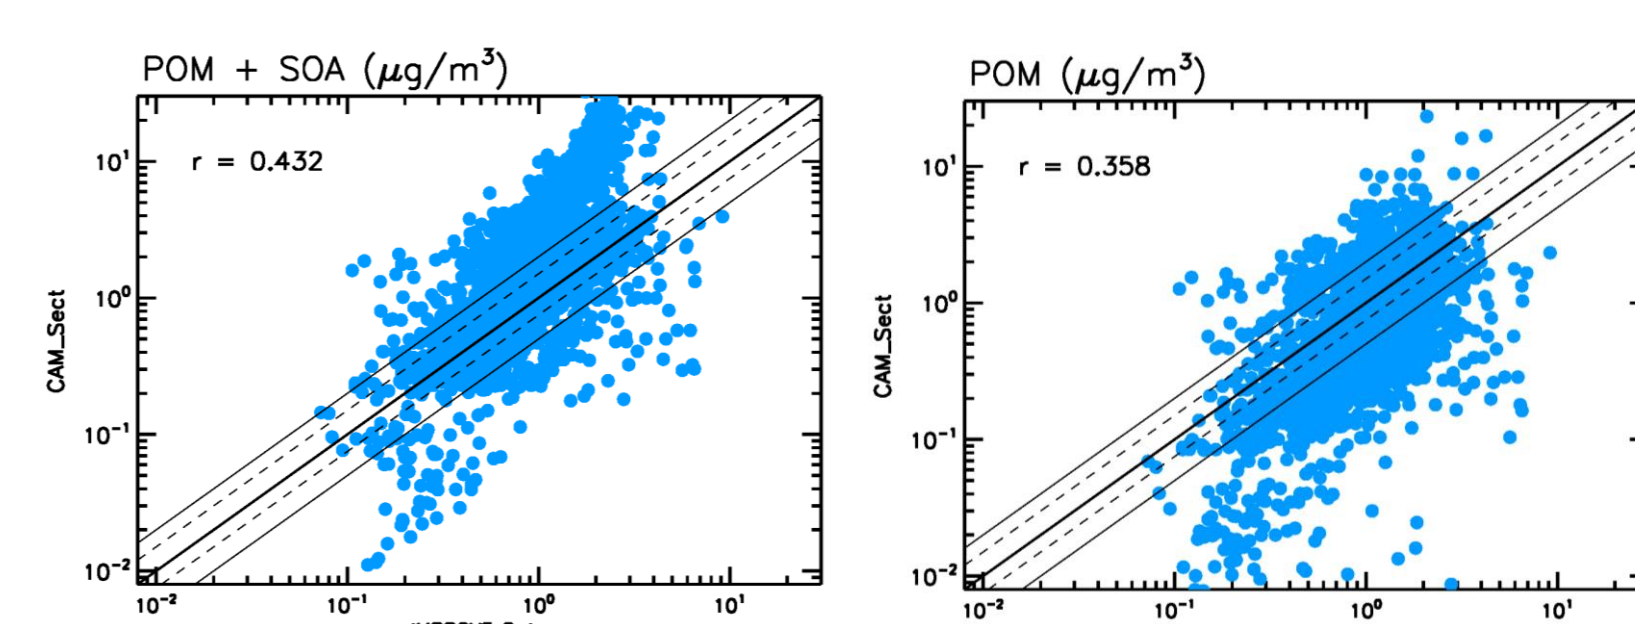 POM + SOA (μg/m³)
r = 0.432
CAM_Sect
10¹
10⁰
10⁻¹
10⁻²
10⁻² 10⁻¹ 10⁰ 10¹
POM (μg/m³)
r = 0.358
CAM_Sect
10¹
10⁰
10⁻¹
10⁻²
10⁻² 10⁻¹ 10⁰ 10¹